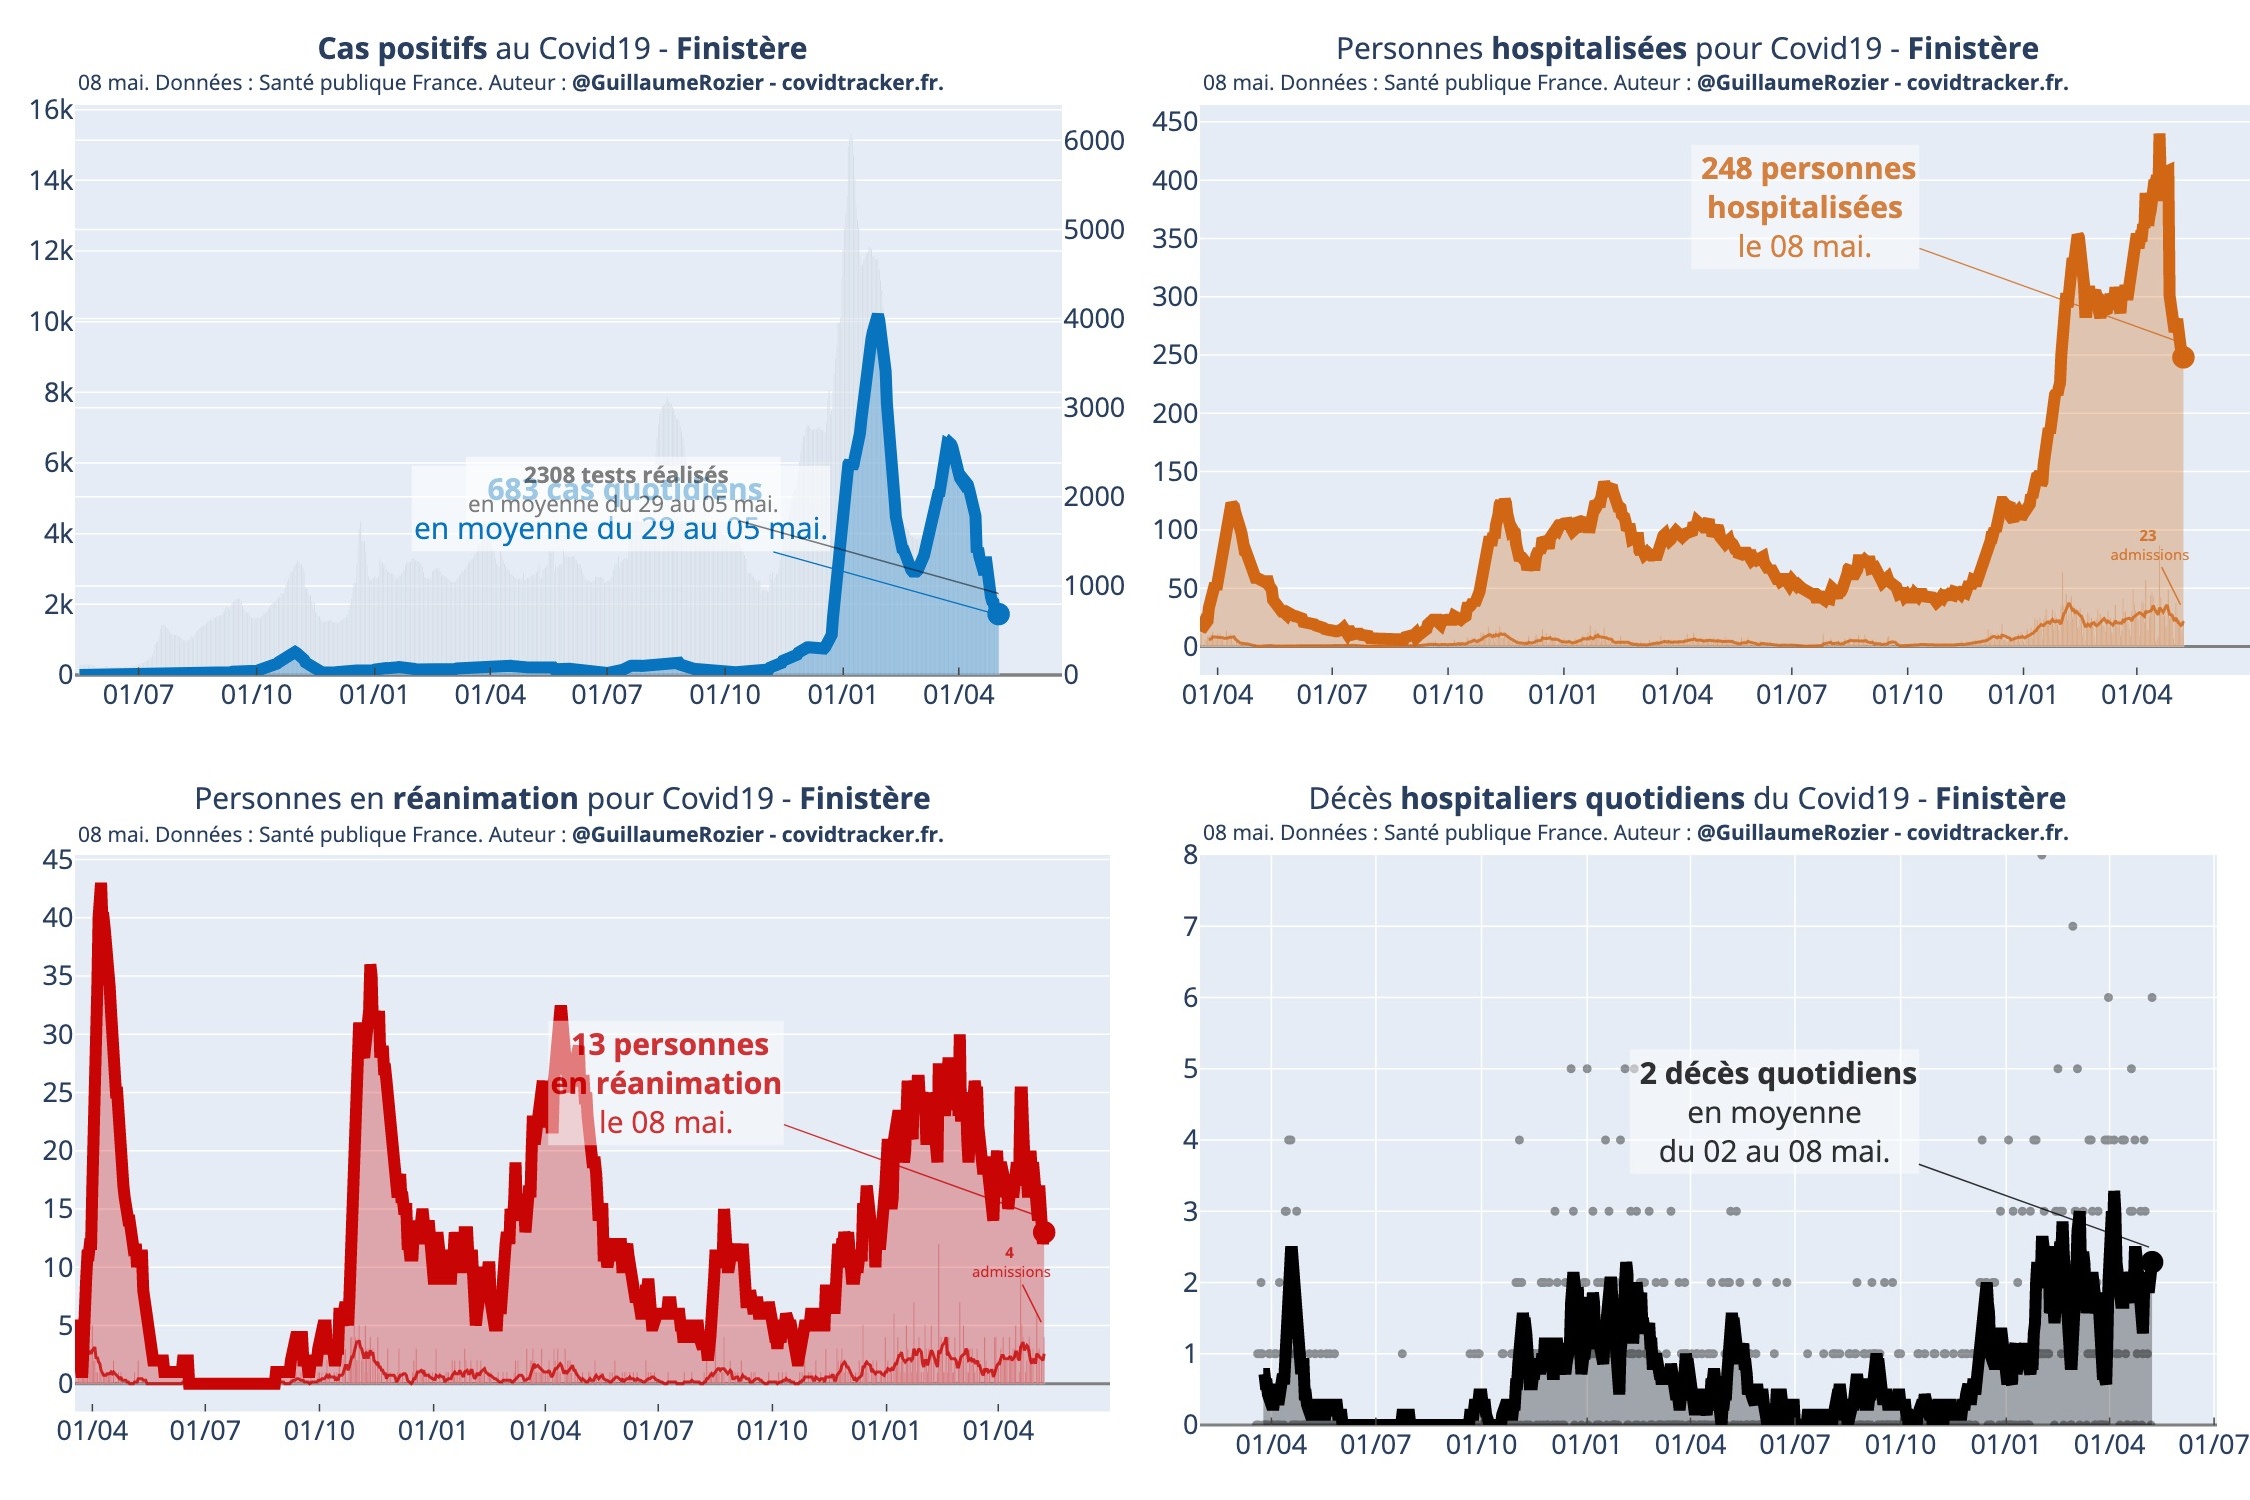 Cas positifs au Covid19 - Finistère
08 mai. Données : Santé publique France. Auteur : @GuillaumeRozier - covidtracker.fr.
16k
14k
12k
10k
8k
6k
4k
2k
0
6000
5000
4000
3000
2000
1000
0
2308 tests réalisés
en moyenne du 29 au 05 mai.
683 cas quotidiens
en moyenne du 29 au 05 mai.
01/07 01/10 01/01 01/04 01/07 01/10 01/01 01/04
Personnes hospitalisées pour Covid19 - Finistère
08 mai. Données : Santé publique France. Auteur : @GuillaumeRozier - covidtracker.fr.
450
400
350
300
250
200
150
100
50
0
248 personnes
hospitalisées
le 08 mai.
23
admissions
01/04 01/07 01/10 01/01 01/04 01/07 01/10 01/01 01/04
Personnes en réanimation pour Covid19 - Finistère
08 mai. Données : Santé publique France. Auteur : @GuillaumeRozier - covidtracker.fr.
45
40
35
30
25
20
15
10
5
0
13 personnes
en réanimation
le 08 mai.
4
admissions
01/04 01/07 01/10 01/01 01/04 01/07 01/10 01/01 01/04
Décès hospitaliers quotidiens du Covid19 - Finistère
08 mai. Données : Santé publique France. Auteur : @GuillaumeRozier - covidtracker.fr.
8
7
6
5
4
3
2
1
0
2 décès quotidiens
en moyenne
du 02 au 08 mai.
01/04 01/07 01/10 01/01 01/04 01/07 01/10 01/01 01/04 01/07